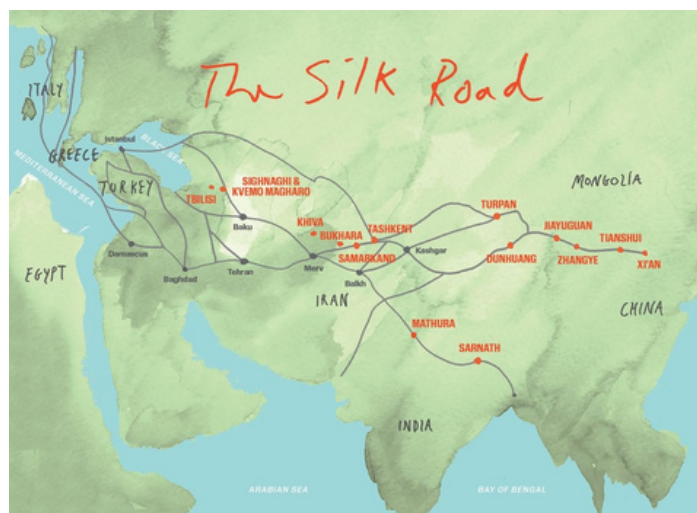 The Silk Road
ITALY
GREECE
Istanbul
BLACK SEA
MEDITERRANEAN SEA
TURKEY
TBILISI
SIGHNAGHI &
KVEMO MAGHARO
Baku
KHIVA
BUKHARA
TASHKENT
SAMARKAND
TURPAN
MONGOLIA
JIAYUGUAN
TIANSHUI
ZHANGYE
XI'AN
DUNHUANG
Kashgar
Damascus
Baghdad
Tehran
Merv
Balkh
EGYPT
IRAN
CHINA
MATHURA
SARNATH
INDIA
ARABIAN SEA
BAY OF BENGAL